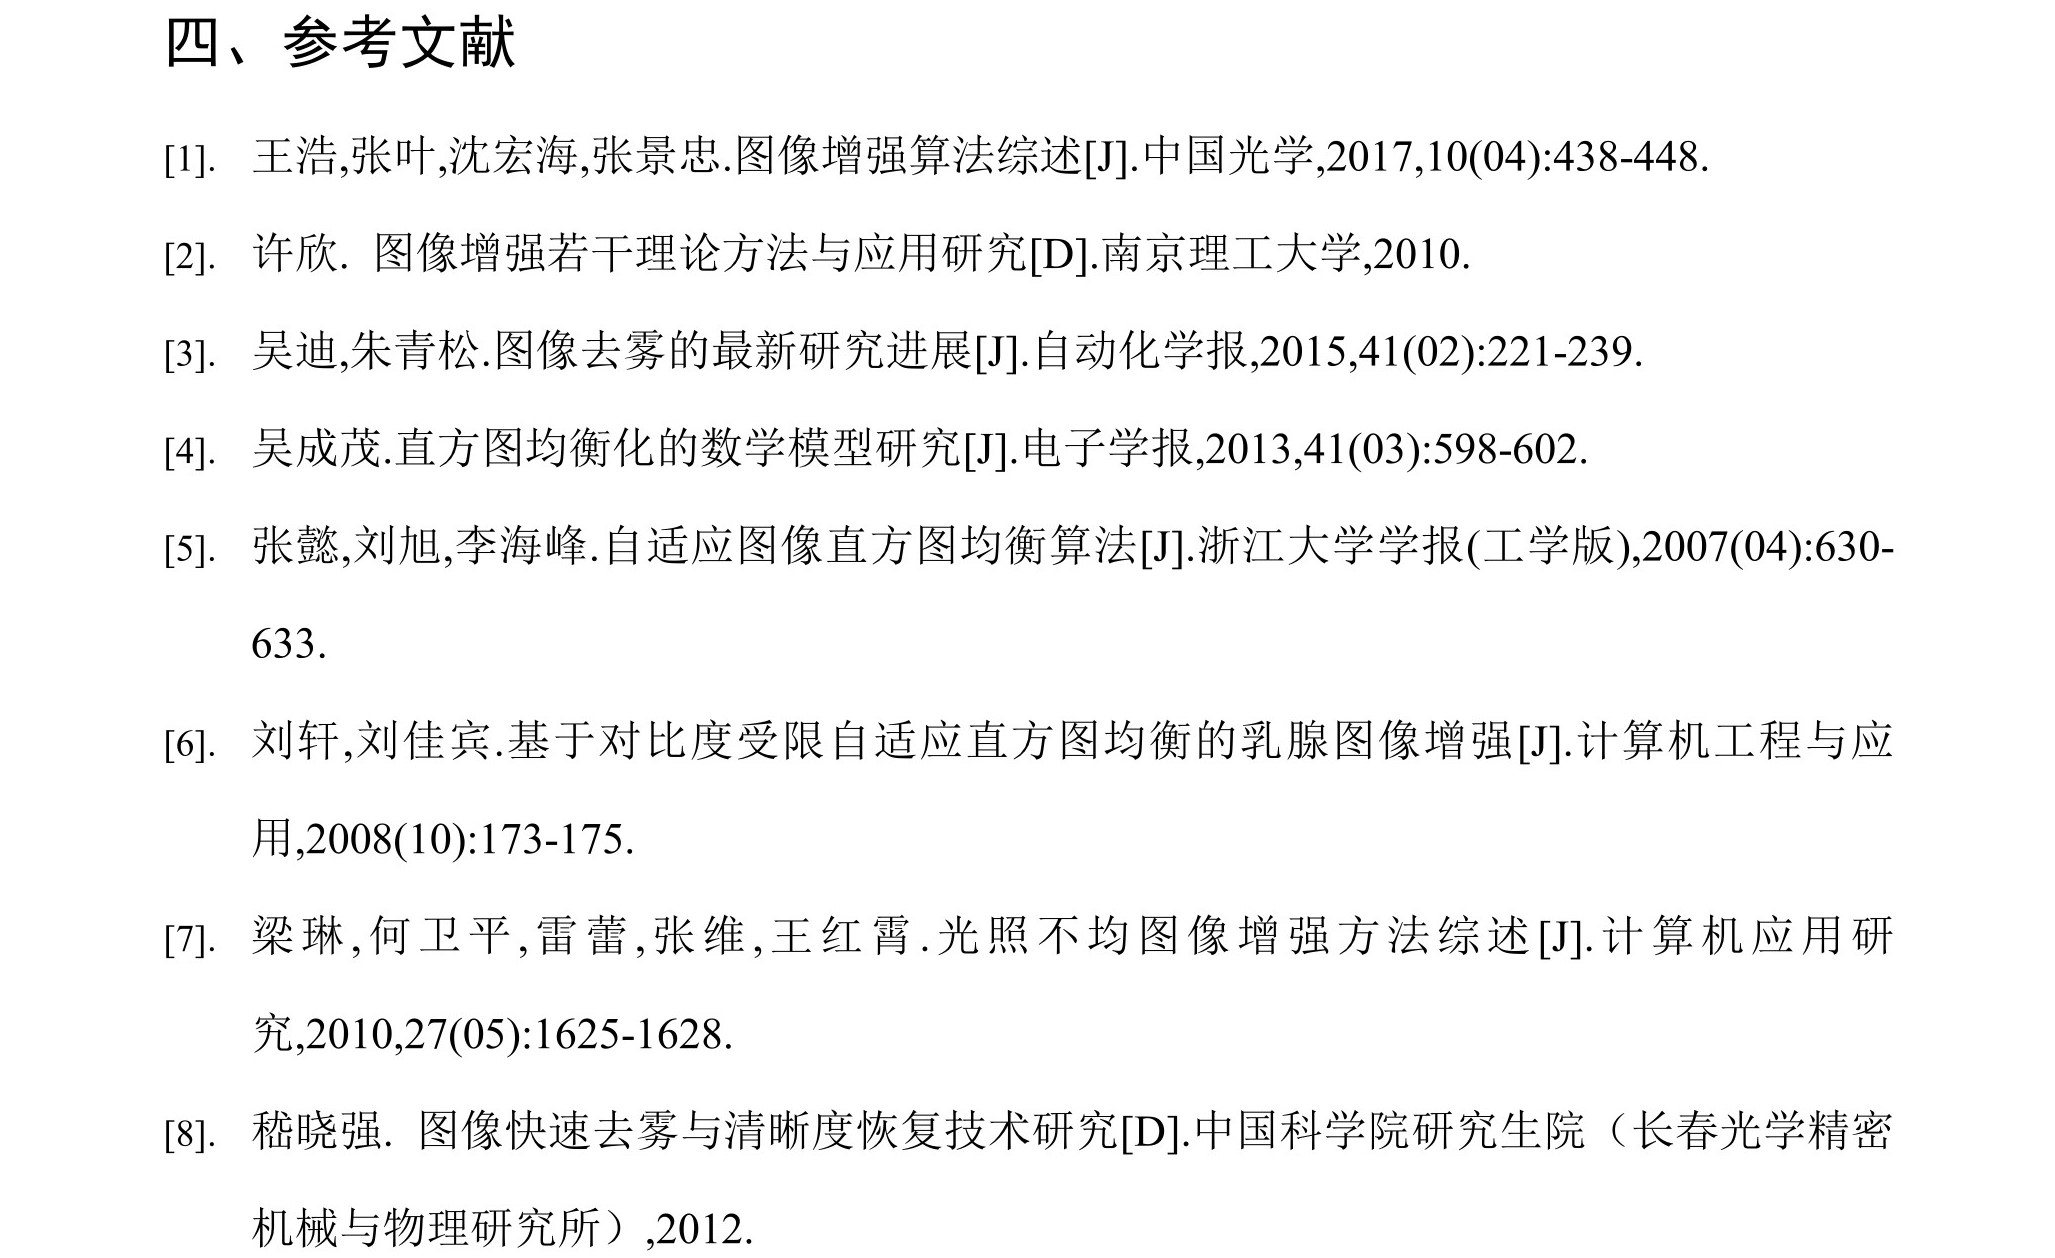 四、参考文献
[1]. 王浩,张叶,沈宏海,张景忠.图像增强算法综述[J].中国光学,2017,10(04):438-448.
[2]. 许欣. 图像增强若干理论方法与应用研究[D].南京理工大学,2010.
[3]. 吴迪,朱青松.图像去雾的最新研究进展[J].自动化学报,2015,41(02):221-239.
[4]. 吴成茂.直方图均衡化的数学模型研究[J].电子学报,2013,41(03):598-602.
[5]. 张懿,刘旭,李海峰.自适应图像直方图均衡算法[J].浙江大学学报(工学版),2007(04):630-
633.
[6]. 刘轩,刘佳宾.基于对比度受限自适应直方图均衡的乳腺图像增强[J].计算机工程与应
用,2008(10):173-175.
[7]. 梁琳,何卫平,雷蕾,张维,王红霄.光照不均图像增强方法综述[J].计算机应用研
究,2010,27(05):1625-1628.
[8]. 嵇晓强. 图像快速去雾与清晰度恢复技术研究[D].中国科学院研究生院（长春光学精密
机械与物理研究所）,2012.